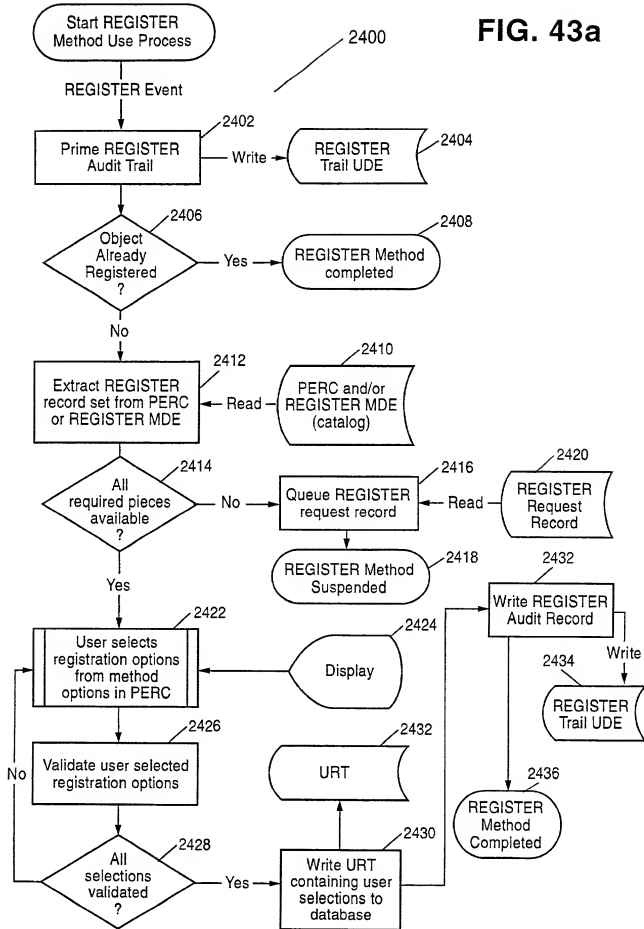 Start REGISTER
Method Use Process
FIG. 43a
2400
REGISTER Event
2402
Prime REGISTER
Audit Trail
Write
REGISTER
Trail UDE
2404
2406
Object
Already
Registered
?
Yes
2408
REGISTER Method
completed
No
2412
Extract REGISTER
record set from PERC
or REGISTER MDE
Read
2410
PERC and/or
REGISTER MDE
(catalog)
2414
All
required pieces
available
?
No
2416
Queue REGISTER
request record
Read
2420
REGISTER
Request
Record
2418
REGISTER Method
Suspended
Yes
2422
User selects
registration options
from method
options in PERC
2424
Display
2432
Write REGISTER
Audit Record
Write
2434
REGISTER
Trail UDE
2426
Validate user selected
registration options
No
2432
URT
2436
REGISTER
Method
Completed
2428
All
selections
validated
?
Yes
2430
Write URT
containing user
selections to
database